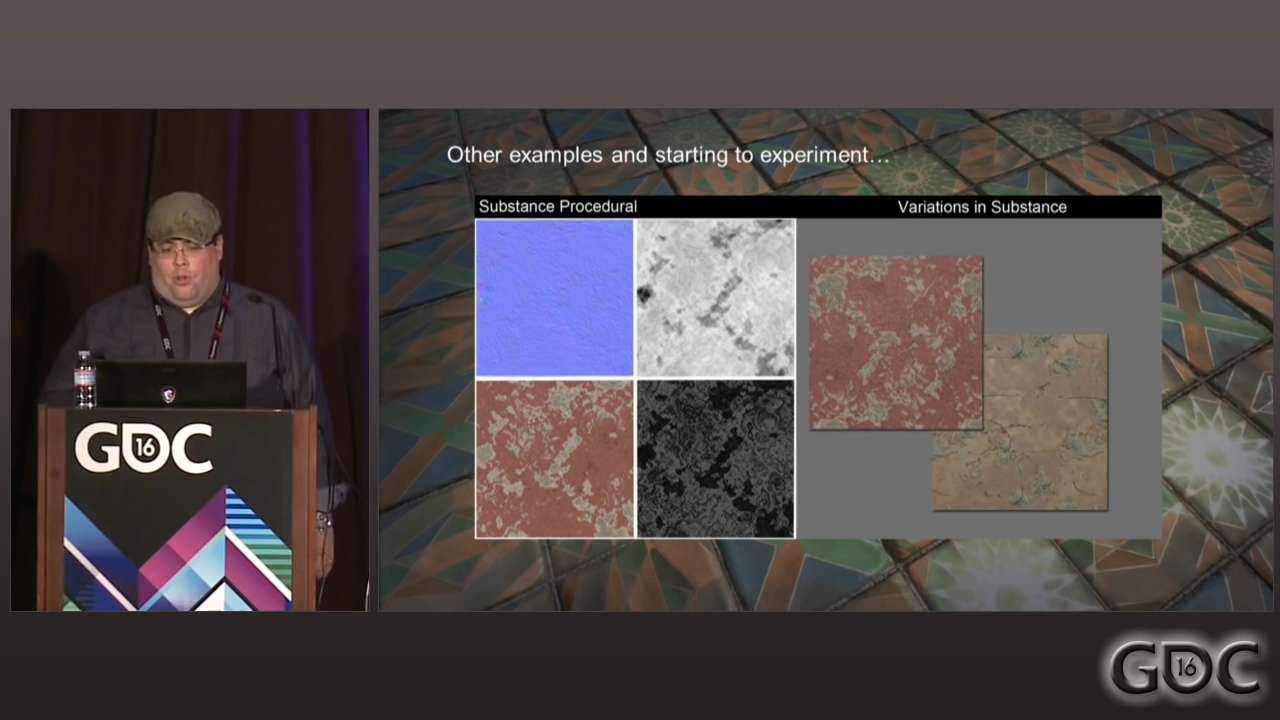 Other examples and starting to experiment…
Substance Procedural
Variations in Substance
GDC
16
GDC
16